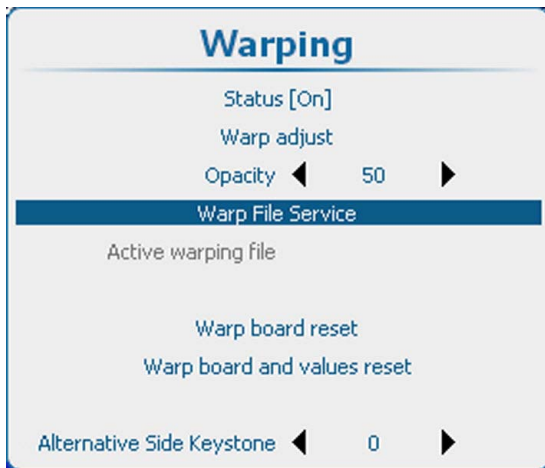 Warping
Status [On]
Warp adjust
Opacity 50
Warp File Service
Active warping file
Warp board reset
Warp board and values reset
Alternative Side Keystone 0